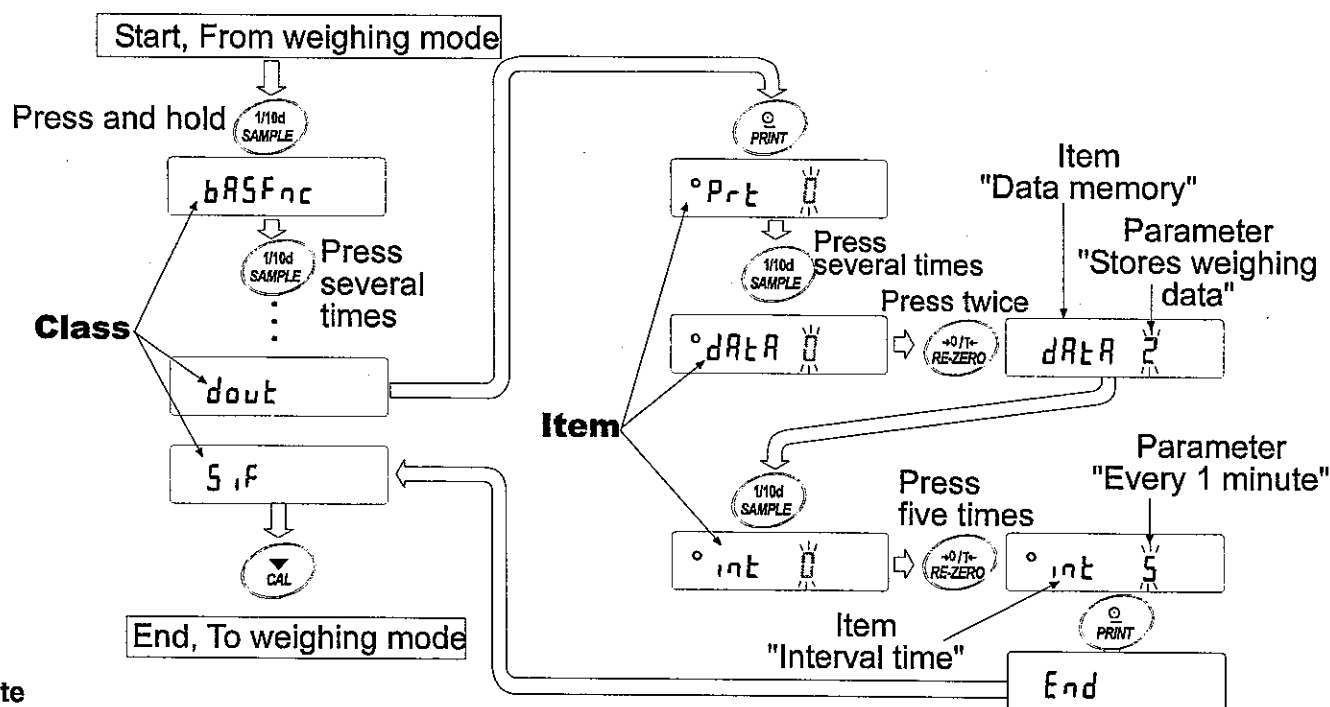 Start, From weighing mode
Press and hold
1/10d
SAMPLE
bASFnc
1/10d
SAMPLE
Press
several
times
Class
dout
S iF
CAL
End, To weighing mode
te
PRINT
Prt 0
1/10d
SAMPLE
Press
several times
Item
"Data memory"
Parameter
"Stores weighing
data"
Press twice
dAtA 0
→0/T←
RE-ZERO
dAtA 2
Item
1/10d
SAMPLE
Press
five times
Parameter
"Every 1 minute"
int 0
→0/T←
RE-ZERO
int 5
Item
"Interval time"
PRINT
End